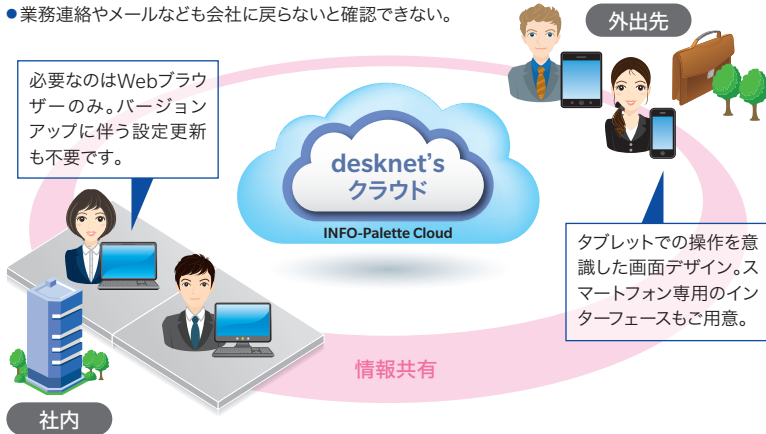 ●業務連絡やメールなども会社に戻らないと確認できない。
外出先
必要なのはWebブラウ
ザーのみ。バージョン
アップに伴う設定更新
も不要です。
desknet's
クラウド
INFO-Palette Cloud
タブレットでの操作を意
識した画面デザイン。ス
マートフォン専用のイン
ターフェースもご用意。
情報共有
社内